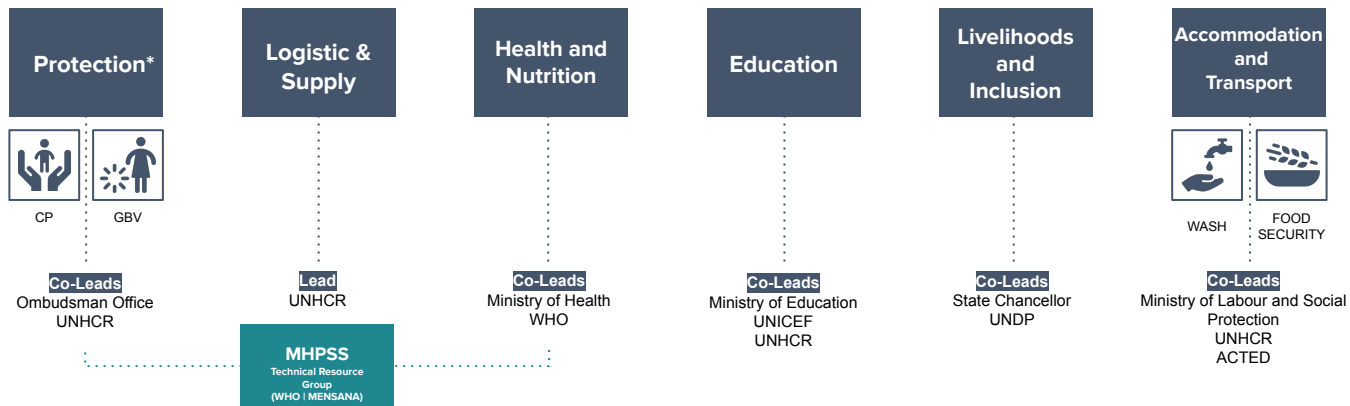 Protection*
Logistic &
Supply
Health and
Nutrition
Education
Livelihoods
and
Inclusion
Accommodation
and
Transport
CP
GBV
WASH
FOOD
SECURITY
Co-Leads
Ombudsman Office
UNHCR
Lead
UNHCR
Co-Leads
Ministry of Health
WHO
Co-Leads
Ministry of Education
UNICEF
UNHCR
Co-Leads
State Chancellor
UNDP
Co-Leads
Ministry of Labour and Social
Protection
UNHCR
ACTED
MHPSS
Technical Resource
Group
(WHO | MENSANA)